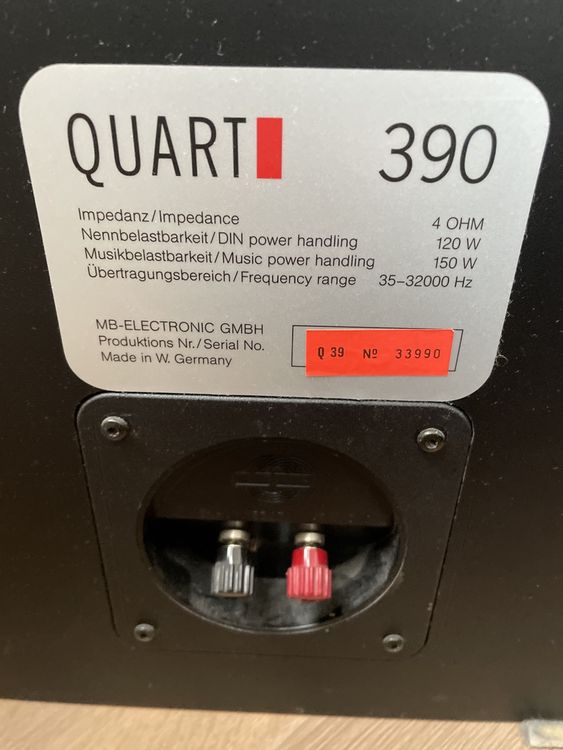 QUART 390
Impedanz/Impedance 4 OHM
Nennbelastbarkeit/DIN power handling 120 W
Musikbelastbarkeit/Music power handling 150 W
Übertragungsbereich/Frequency range 35–32000 Hz
MB-ELECTRONIC GMBH
Produktions Nr./Serial No. Q 39 Nº 33990
Made in W. Germany